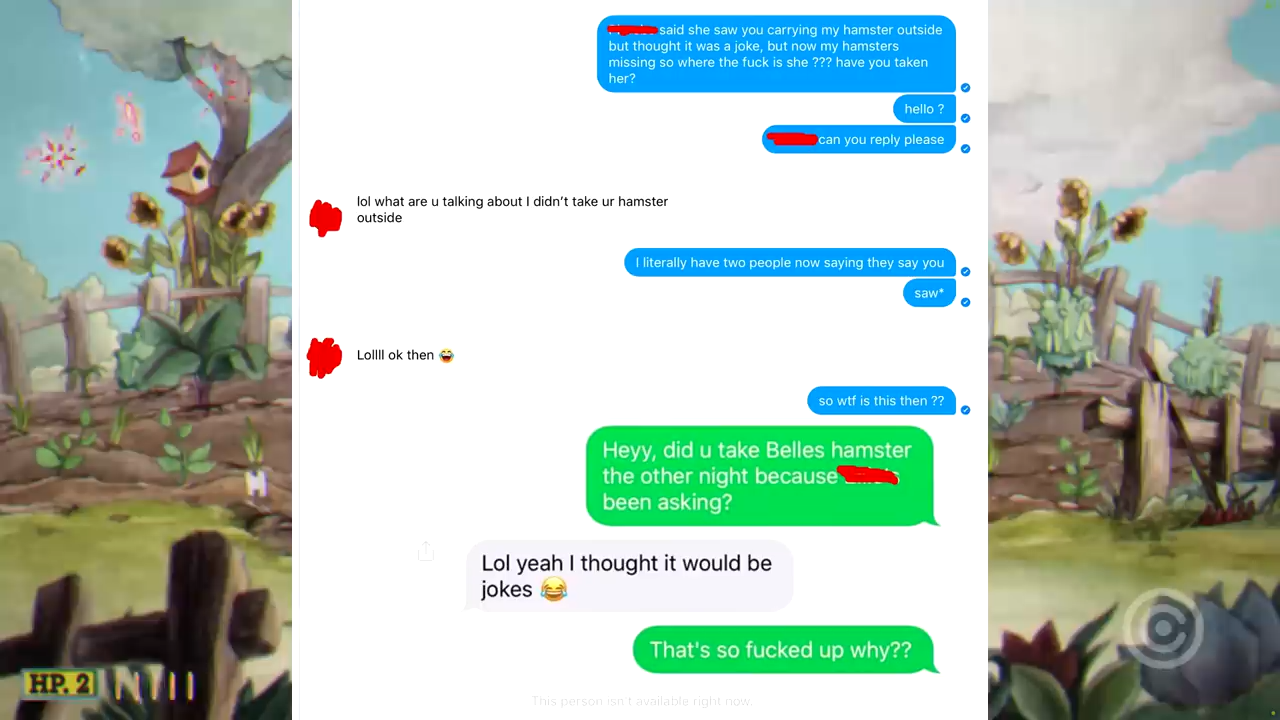 said she saw you carrying my hamster outside
but thought it was a joke, but now my hamsters
missing so where the fuck is she ??? have you taken
her?
hello ?
can you reply please
lol what are u talking about I didn’t take ur hamster
outside
I literally have two people now saying they say you
saw*
Lollll ok then 😂
so wtf is this then ??
Heyy, did u take Belles hamster
the other night because
been asking?
Lol yeah I thought it would be
jokes 😂
That's so fucked up why??
This person isn't available right now.
HP. 2